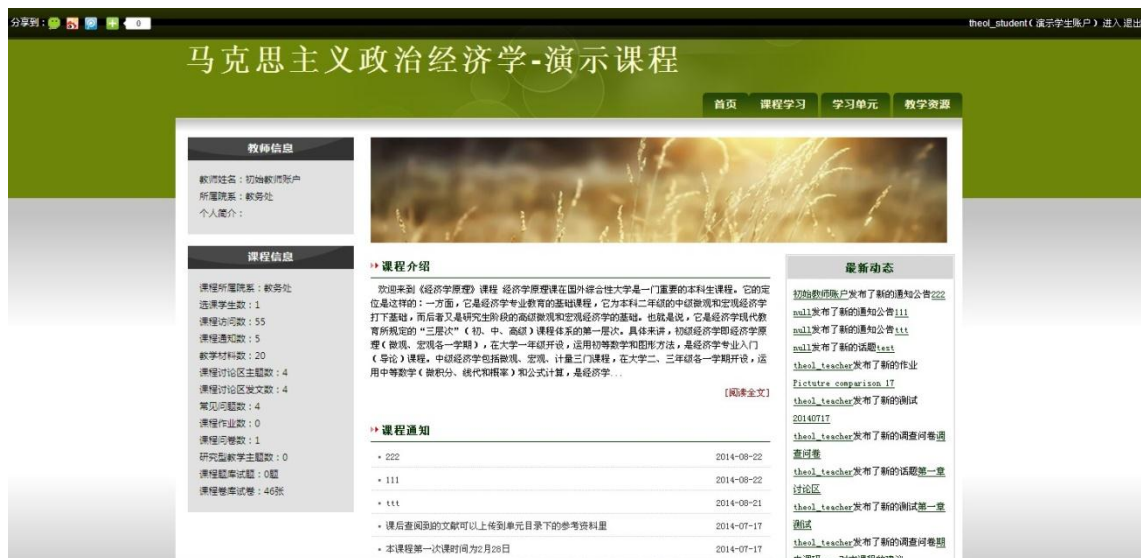 分享到：
0
theol_student（演示学生账户）进入 退出
马克思主义政治经济学-演示课程
首页 课程学习 学习单元 教学资源
教师信息
教师姓名：初始教师账户
所属院系：教务处
个人简介：
课程信息
课程所属院系：教务处
选课学生数：1
课程访问数：55
课程通知数：5
教学材料数：20
课程讨论区主题数：4
课程讨论区发文数：4
常见问题数：4
课程作业数：0
课程问卷数：1
研究型教学主题数：0
课程题库试题：0题
课程卷库试卷：46张
课程介绍
欢迎来到《经济学原理》课程 经济学原理课在国外综合性大学是一门重要的本科生课程。它的定
位是这样的：一方面，它是经济学专业教育的基础课程，它为本科二年级的中级微观和宏观经济学
打下基础，而后者又是研究生阶段的高级微观和宏观经济学的基础。也就是说，它是经济学现代教
育所规定的“三层次”（初、中、高级）课程体系的第一层次。具体来讲，初级经济学即经济学原
理（微观、宏观各一学期），在大学一年级开设，运用初等数学和图形方法，是经济学专业入门
（导论）课程。中级经济学包括微观、宏观、计量三门课程，在大学二、三年级各一学期开设，运
用中等数学（微积分、线代和概率）和公式计算，是经济学...
[阅读全文]
课程通知
222 2014-08-22
111 2014-08-22
ttt 2014-08-21
课后查阅到的文献可以上传到单元目录下的参考资料里 2014-07-17
本课程第一次课时间为2月28日 2014-07-17
最新动态
初始教师账户发布了新的通知公告222
null发布了新的通知公告111
null发布了新的通知公告ttt
null发布了新的话题test
theol_teacher发布了新的作业
Pictutre comparison 17
theol_teacher发布了新的测试
20140717
theol_teacher发布了新的调查问卷调
查问卷
theol_teacher发布了新的话题第一章
讨论区
theol_teacher发布了新的测试第一章
测试
theol_teacher发布了新的调查问卷期